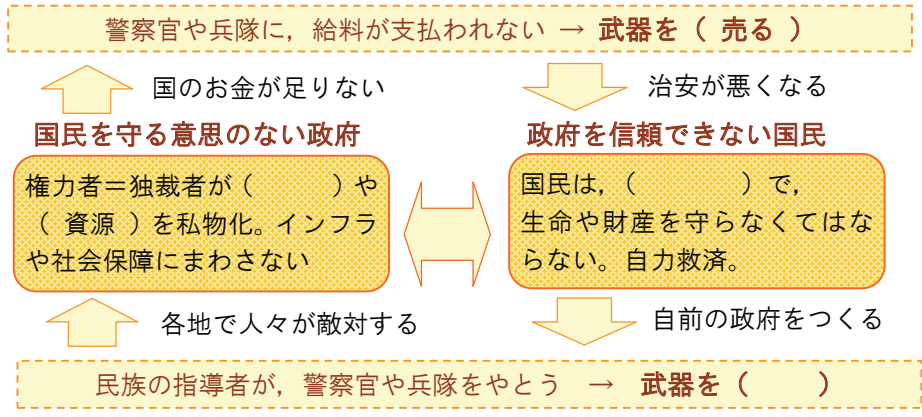 警察官や兵隊に，給料が支払われない → 武器を（ 売る ）
国のお金が足りない
治安が悪くなる
国民を守る意思のない政府
政府を信頼できない国民
権力者＝独裁者が（　　　）や
（ 資源 ）を私物化。インフラ
や社会保障にまわさない
国民は，（　　　　）で，
生命や財産を守らなくてはな
らない。自力救済。
各地で人々が敵対する
自前の政府をつくる
民族の指導者が，警察官や兵隊をやとう　→　武器を（　　　）